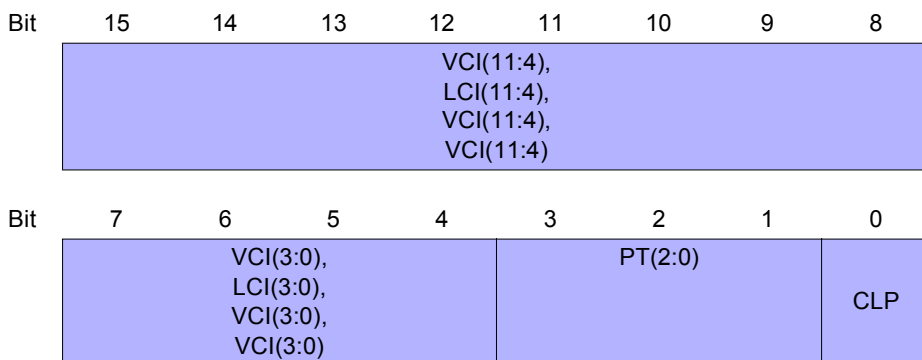 Bit 15 14 13 12 11 10 9 8
VCI(11:4),
LCI(11:4),
VCI(11:4),
VCI(11:4)
Bit 7 6 5 4 3 2 1 0
VCI(3:0), PT(2:0)
LCI(3:0),
CLP
VCI(3:0),
VCI(3:0)